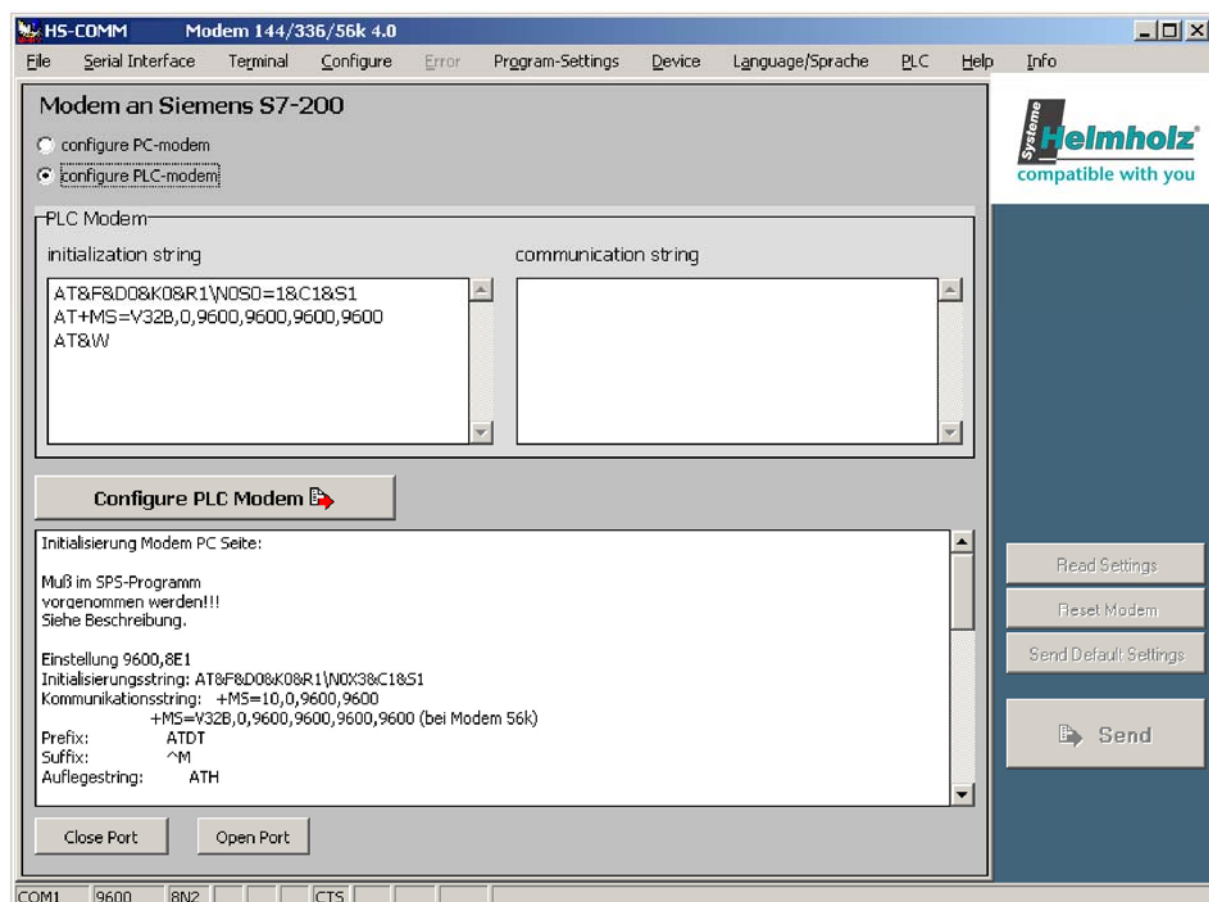 HS-COMM Modem 144/336/56k 4.0
File Serial Interface Terminal Configure Error Program-Settings Device Language/Sprache PLC Help Info
Modem an Siemens S7-200
configure PC-modem
configure PLC-modem
Systeme Helmholz
compatible with you
PLC Modem
initialization string
AT&F&D0&K0&R1\N0S0=1&C1&S1
AT+MS=V32B,0,9600,9600,9600,9600
AT&W
communication string
Configure PLC Modem
Initialisierung Modem PC Seite:
Muß im SPS-Programm
vorgenommen werden!!!
Siehe Beschreibung.
Einstellung 9600,8E1
Initialisierungsstring: AT&F&D0&K0&R1\N0X3&C1&S1
Kommunikationsstring: +MS=10,0,9600,9600
+MS=V32B,0,9600,9600,9600,9600 (bei Modem 56k)
Prefix: ATDT
Suffix: ^M
Auflegestring: ATH
Close Port Open Port
Read Settings
Reset Modem
Send Default Settings
Send
COM1 9600 8N2 CTS